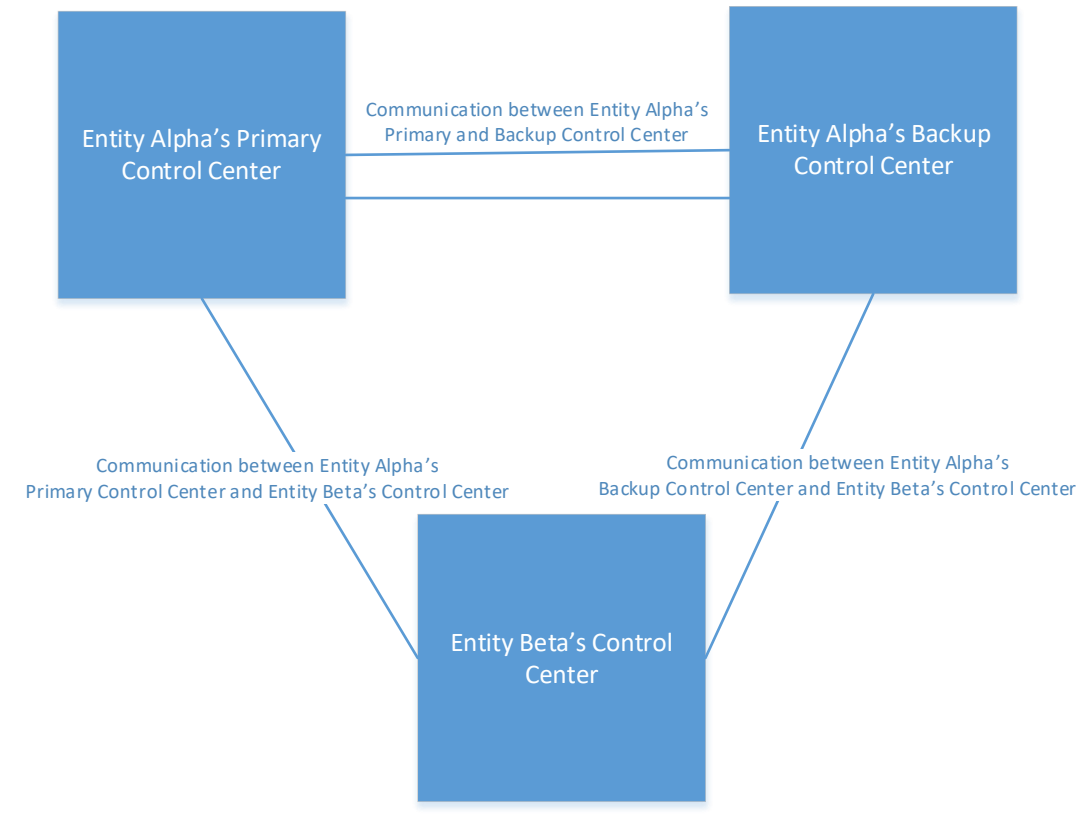 Entity Alpha’s Primary
Control Center
Communication between Entity Alpha’s
Primary and Backup Control Center
Entity Alpha’s Backup
Control Center
Communication between Entity Alpha’s
Primary Control Center and Entity Beta’s Control Center
Communication between Entity Alpha’s
Backup Control Center and Entity Beta’s Control Center
Entity Beta’s Control
Center